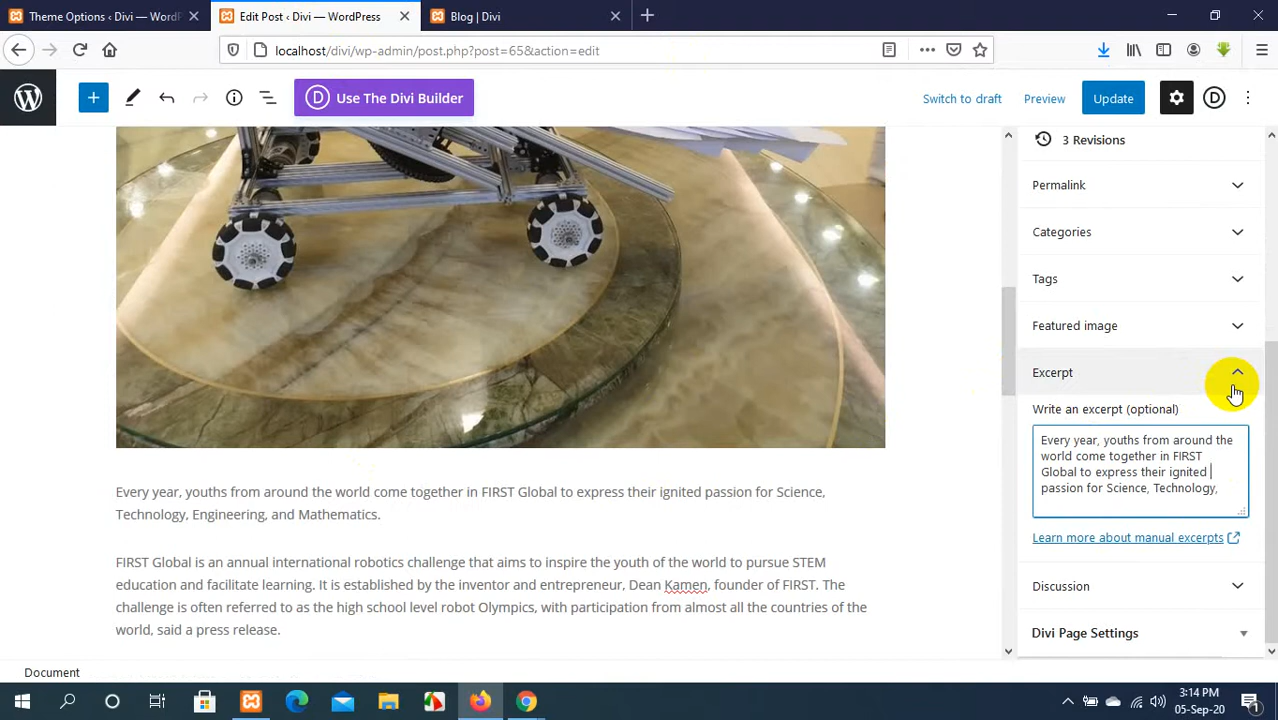 Theme Options ‹ Divi — WordP
Edit Post ‹ Divi — WordPress
Blog | Divi
localhost/divi/wp-admin/post.php?post=65&action=edit
D Use The Divi Builder
Switch to draft
Preview
Update
D
3 Revisions
Permalink
Categories
Tags
Featured image
Excerpt
Write an excerpt (optional)
Every year, youths from around the
world come together in FIRST
Global to express their ignited
passion for Science, Technology,
Learn more about manual excerpts
Discussion
Divi Page Settings
Every year, youths from around the world come together in FIRST Global to express their ignited passion for Science,
Technology, Engineering, and Mathematics.
FIRST Global is an annual international robotics challenge that aims to inspire the youth of the world to pursue STEM
education and facilitate learning. It is established by the inventor and entrepreneur, Dean Kamen, founder of FIRST. The
challenge is often referred to as the high school level robot Olympics, with participation from almost all the countries of the
world, said a press release.
Document
3:14 PM
05-Sep-20
1